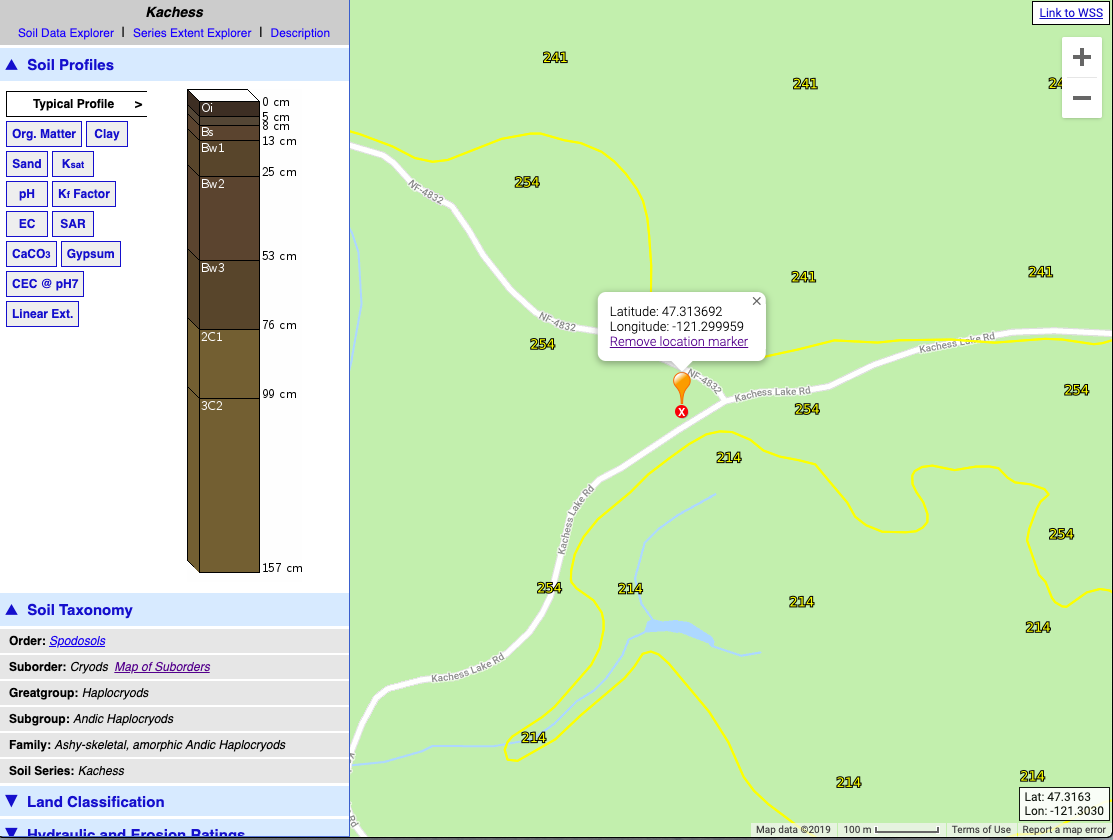 Kachess
Soil Data Explorer | Series Extent Explorer | Description
Soil Profiles
Typical Profile >
Org. Matter Clay
Sand Ksat
pH Kf Factor
EC SAR
CaCO3 Gypsum
CEC @ pH7
Linear Ext.
0 cm
Oi
5 cm
8 cm
Bs
13 cm
Bw1
25 cm
Bw2
53 cm
Bw3
76 cm
2C1
99 cm
3C2
157 cm
Soil Taxonomy
Order: Spodosols
Suborder: Cryods Map of Suborders
Greatgroup: Haplocryods
Subgroup: Andic Haplocryods
Family: Ashy-skeletal, amorphic Andic Haplocryods
Soil Series: Kachess
Land Classification
Hydraulic and Erosion Ratings
Link to WSS
+
−
241
241
24
254
NF-4832
241
241
NF-4832
254
Latitude: 47.313692
Longitude: -121.299959
Remove location marker
×
NF-4832
X
Kachess Lake Rd
Kachess Lake Rd
254
254
214
Kachess Lake Rd
254
254
214
214
214
Kachess Lake Rd
214
214
214
Lat: 47.3163
Lon: -121.3030
Map data ©2019 100 m Terms of Use Report a map error